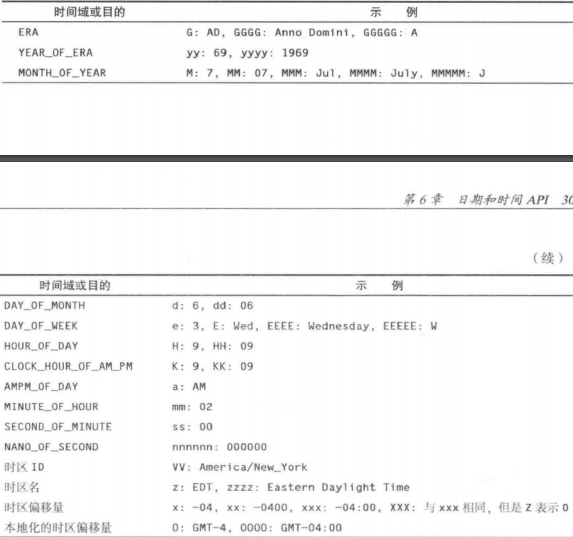 时间域或目的 示 例
ERA G: AD, GGGG: Anno Domini, GGGGG: A
YEAR_OF_ERA yy: 69, yyyy: 1969
MONTH_OF_YEAR M: 7, MM: 07, MMM: Jul, MMMM: July, MMMMM: J
第6章 日期和时间 API 30
（续）
时间域或目的 示 例
DAY_OF_MONTH d: 6, dd: 06
DAY_OF_WEEK e: 3, E: Wed, EEEE: Wednesday, EEEEE: W
HOUR_OF_DAY H: 9, HH: 09
CLOCK_HOUR_OF_AM_PM K: 9, KK: 09
AMPM_OF_DAY a: AM
MINUTE_OF_HOUR mm: 02
SECOND_OF_MINUTE ss: 00
NANO_OF_SECOND nnnnnn: 000000
时区 ID VV: America/New_York
时区名 z: EDT, zzzz: Eastern Daylight Time
时区偏移量 x: -04, xx: -0400, xxx: -04:00, XXX: 与 xxx 相同，但是 Z 表示 0
本地化的时区偏移量 O: GMT-4, OOOO: GMT-04:00